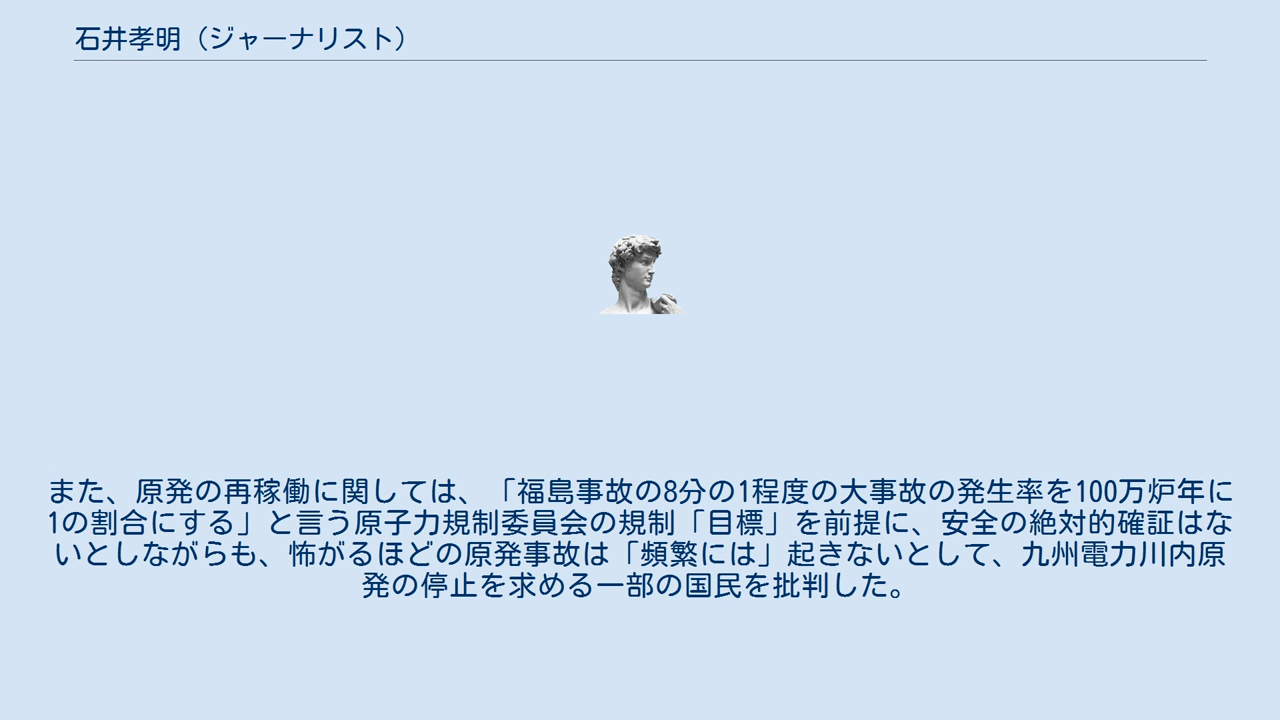 石井孝明（ジャーナリスト）
また、原発の再稼働に関しては、「福島事故の8分の1程度の大事故の発生率を100万炉年に
1の割合にする」と言う原子力規制委員会の規制「目標」を前提に、安全の絶対的確証はな
いとしながらも、怖がるほどの原発事故は「頻繁には」起きないとして、九州電力川内原
発の停止を求める一部の国民を批判した。